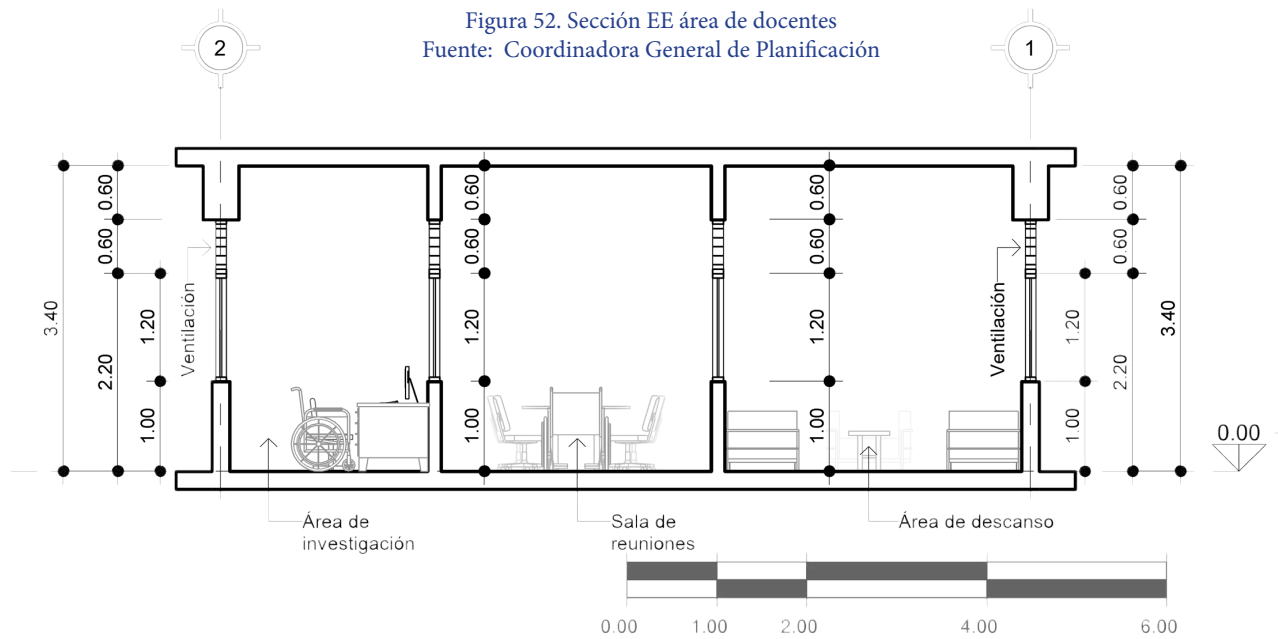 Figura 52. Sección EE área de docentes
Fuente: Coordinadora General de Planificación
2
1
0.60
0.60
0.60
0.60
0.60
0.60
0.60
0.60
3.40
2.20
1.20
1.00
Ventilación
1.20
1.00
1.20
1.00
Ventilación
1.20
1.00
2.20
3.40
0.00
Área de
investigación
Sala de
reuniones
Área de descanso
0.00 1.00 2.00 4.00 6.00